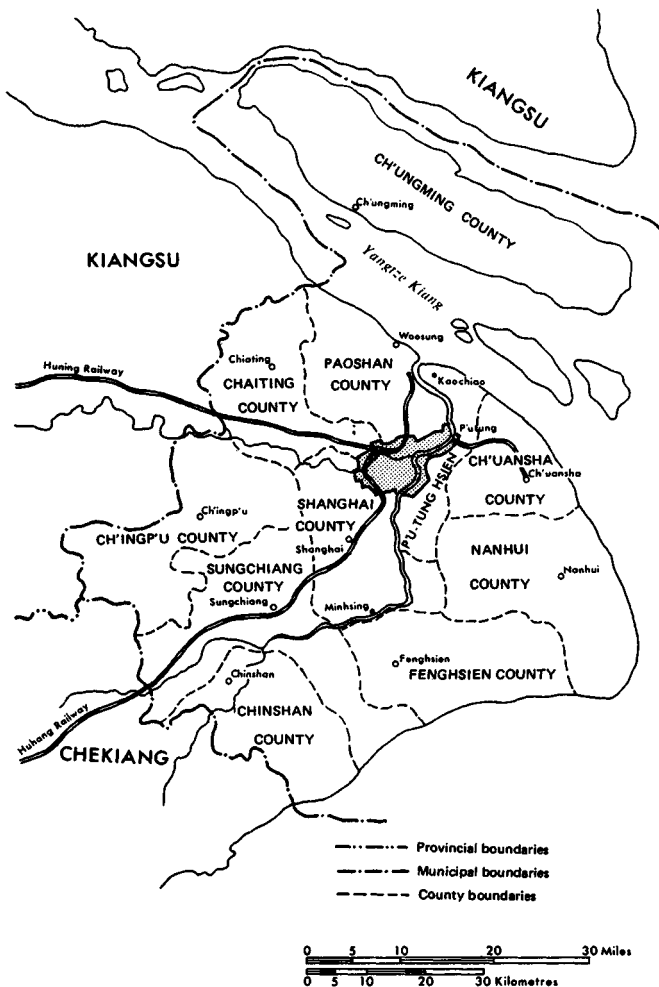 KIANGSU
CH'UNGMING COUNTY
Ch'ungming
KIANGSU
Yangtze Kiang
Woosung
Chiating
PAOSHAN
COUNTY
Kaochiao
Huning Railway
CHAITING
COUNTY
P'utung
CH'UANSHA
Ch'uansha
COUNTY
P'U-TUNG HSIEN
SHANGHAI
COUNTY
Ch'ingp'u
CH'INGP'U COUNTY
Shanghai
NANHUI
COUNTY
Nanhui
SUNGCHIANG
COUNTY
Sungchiang
Minhsing
Fenghsien
FENGHSIEN COUNTY
Chinshan
CHINSHAN
COUNTY
Huhang Railway
CHEKIANG
Provincial boundaries
Municipal boundaries
County boundaries
0 5 10 20 30 Miles
0 5 10 20 30 Kilometres